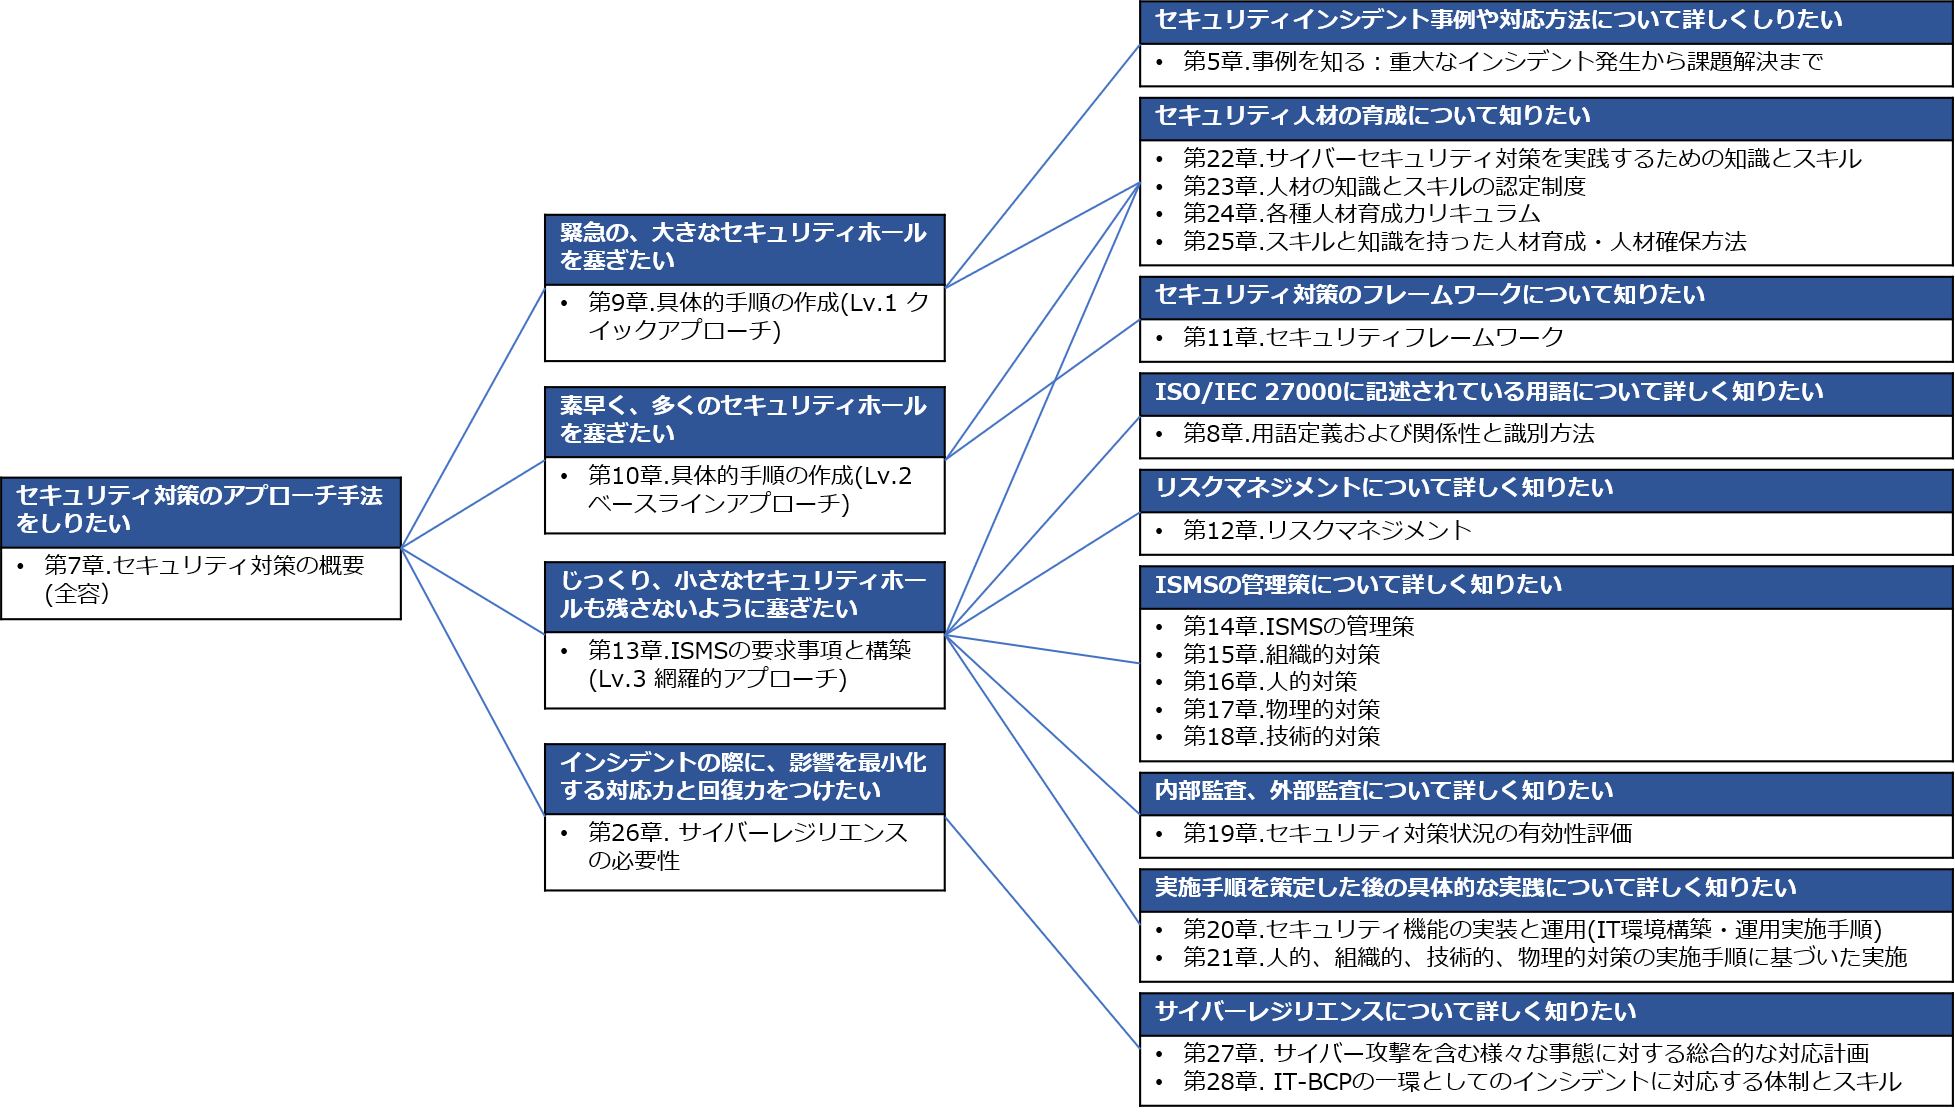 セキュリティ対策のアプローチ手法
をしりたい
• 第7章.セキュリティ対策の概要
(全容）
緊急の、大きなセキュリティホール
を塞ぎたい
• 第9章.具体的手順の作成(Lv.1 ク
イックアプローチ)
素早く、多くのセキュリティホール
を塞ぎたい
• 第10章.具体的手順の作成(Lv.2
ベースラインアプローチ)
じっくり、小さなセキュリティホー
ルも残さないように塞ぎたい
• 第13章.ISMSの要求事項と構築
(Lv.3 網羅的アプローチ)
インシデントの際に、影響を最小化
する対応力と回復力をつけたい
• 第26章. サイバーレジリエンス
の必要性
セキュリティインシデント事例や対応方法について詳しくしりたい
• 第5章.事例を知る：重大なインシデント発生から課題解決まで
セキュリティ人材の育成について知りたい
• 第22章.サイバーセキュリティ対策を実践するための知識とスキル
• 第23章.人材の知識とスキルの認定制度
• 第24章.各種人材育成カリキュラム
• 第25章.スキルと知識を持った人材育成・人材確保方法
セキュリティ対策のフレームワークについて知りたい
• 第11章.セキュリティフレームワーク
ISO/IEC 27000に記述されている用語について詳しく知りたい
• 第8章.用語定義および関係性と識別方法
リスクマネジメントについて詳しく知りたい
• 第12章.リスクマネジメント
ISMSの管理策について詳しく知りたい
• 第14章.ISMSの管理策
• 第15章.組織的対策
• 第16章.人的対策
• 第17章.物理的対策
• 第18章.技術的対策
内部監査、外部監査について詳しく知りたい
• 第19章.セキュリティ対策状況の有効性評価
実施手順を策定した後の具体的な実践について詳しく知りたい
• 第20章.セキュリティ機能の実装と運用(IT環境構築・運用実施手順)
• 第21章.人的、組織的、技術的、物理的対策の実施手順に基づいた実施
サイバーレジリエンスについて詳しく知りたい
• 第27章. サイバー攻撃を含む様々な事態に対する総合的な対応計画
• 第28章. IT-BCPの一環としてのインシデントに対応する体制とスキル